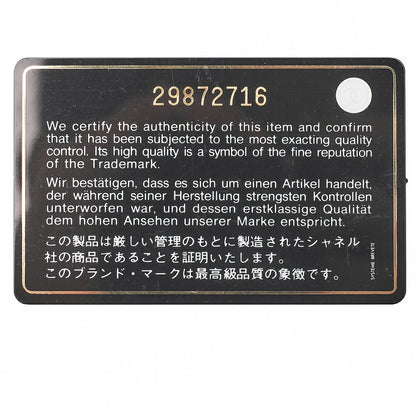 29872716
We certify the authenticity of this item and confirm
that it has been subjected to the most exacting quality
control. Its high quality is a symbol of the fine reputation
of the Trademark.
Wir bestätigen, dass es sich um einen Artikel handelt,
der während seiner Herstellung strengsten Kontrollen
unterworfen war, und dessen erstklassige Qualität
dem hohen Ansehen unserer Marke entspricht.
この製品は厳しい管理のもとに製造されたシャネル
社の商品であることを証明いたします。
このブランド・マークは最高級品質の象徴です。
SYSTEME BREVETE